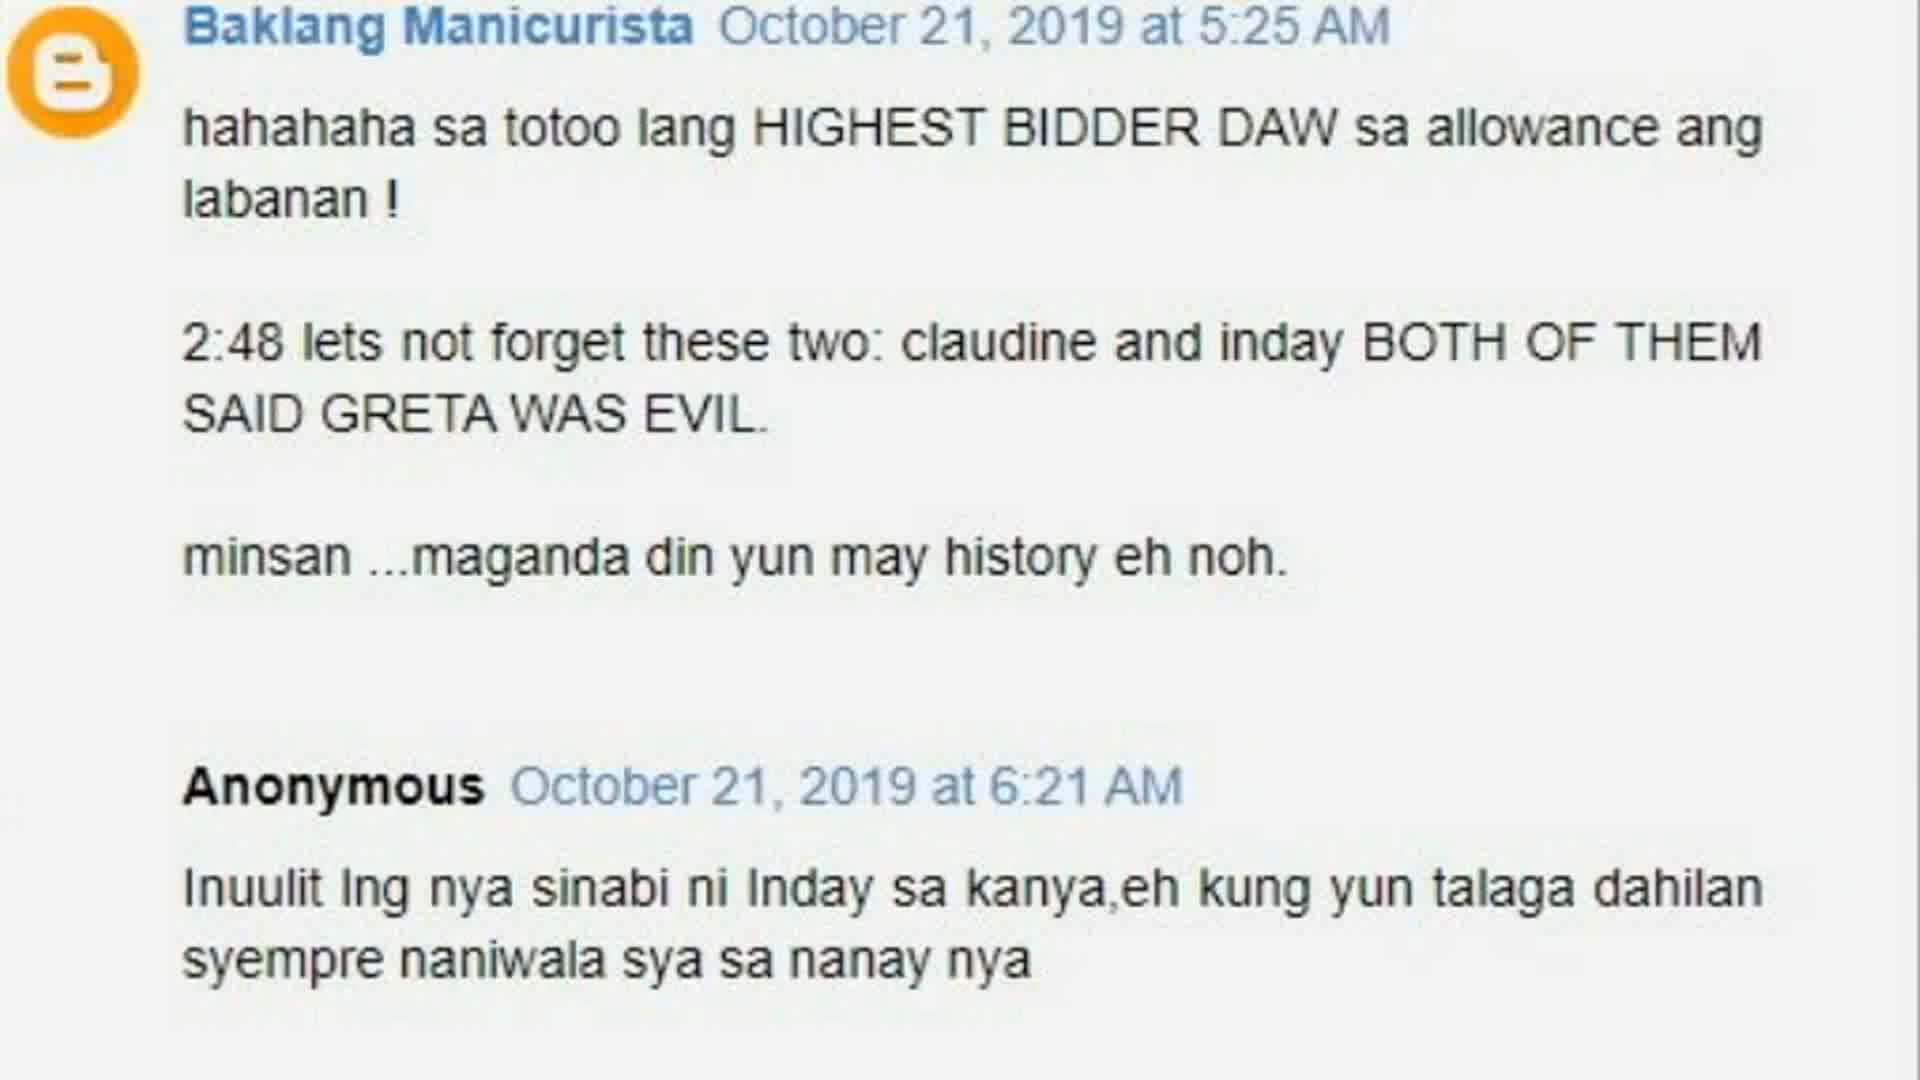 Baklang Manicurista October 21, 2019 at 5:25 AM
hahahaha sa totoo lang HIGHEST BIDDER DAW sa allowance ang
labanan !
2:48 lets not forget these two: claudine and inday BOTH OF THEM
SAID GRETA WAS EVIL.
minsan ...maganda din yun may history eh noh.
Anonymous October 21, 2019 at 6:21 AM
Inuulit lng nya sinabi ni Inday sa kanya,eh kung yun talaga dahilan
syempre naniwala sya sa nanay nya